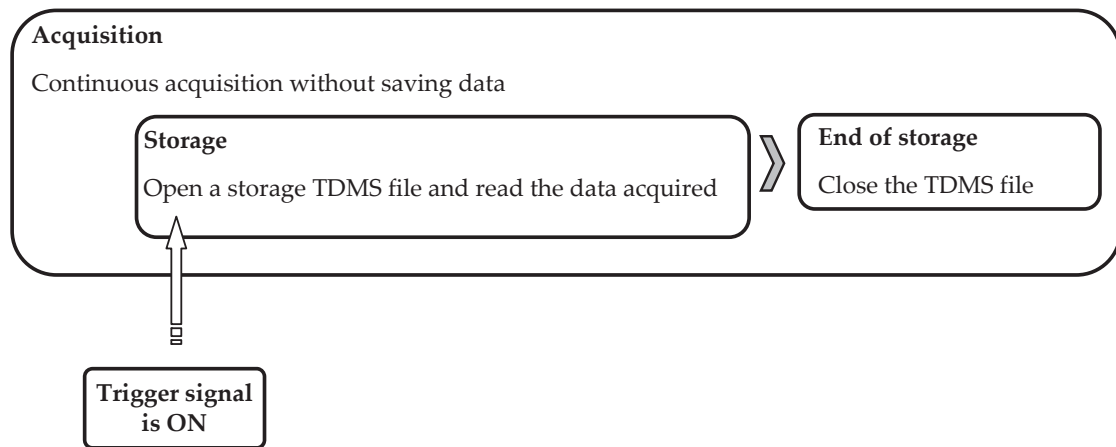 Acquisition
Continuous acquisition without saving data
Storage
Open a storage TDMS file and read the data acquired
End of storage
Close the TDMS file
Trigger signal
is ON